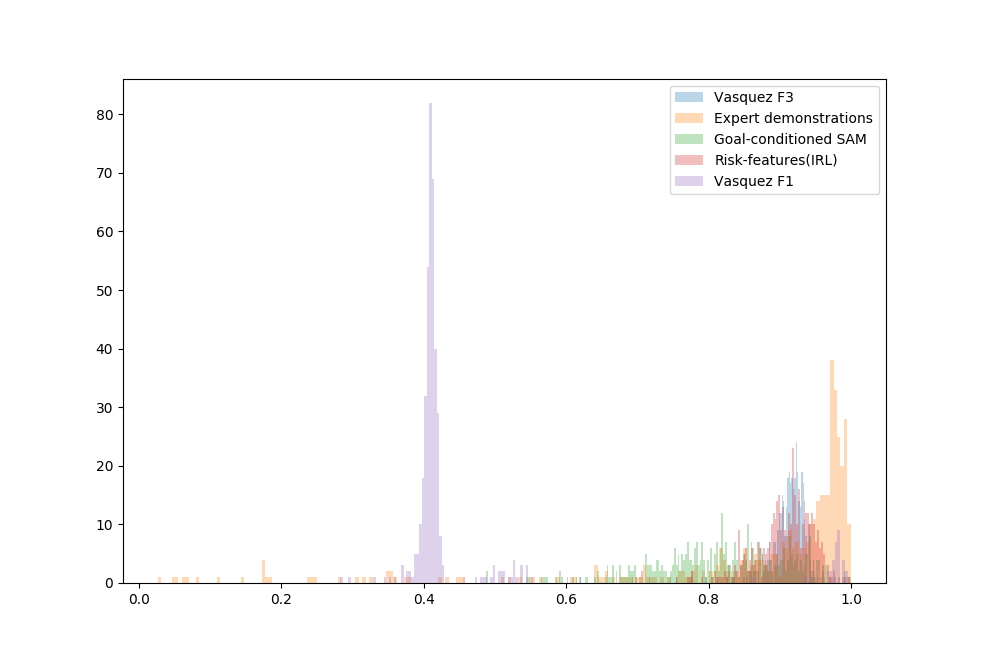 80
70
60
50
40
30
20
10
0
0.0 0.2 0.4 0.6 0.8 1.0
Vasquez F3
Expert demonstrations
Goal-conditioned SAM
Risk-features(IRL)
Vasquez F1